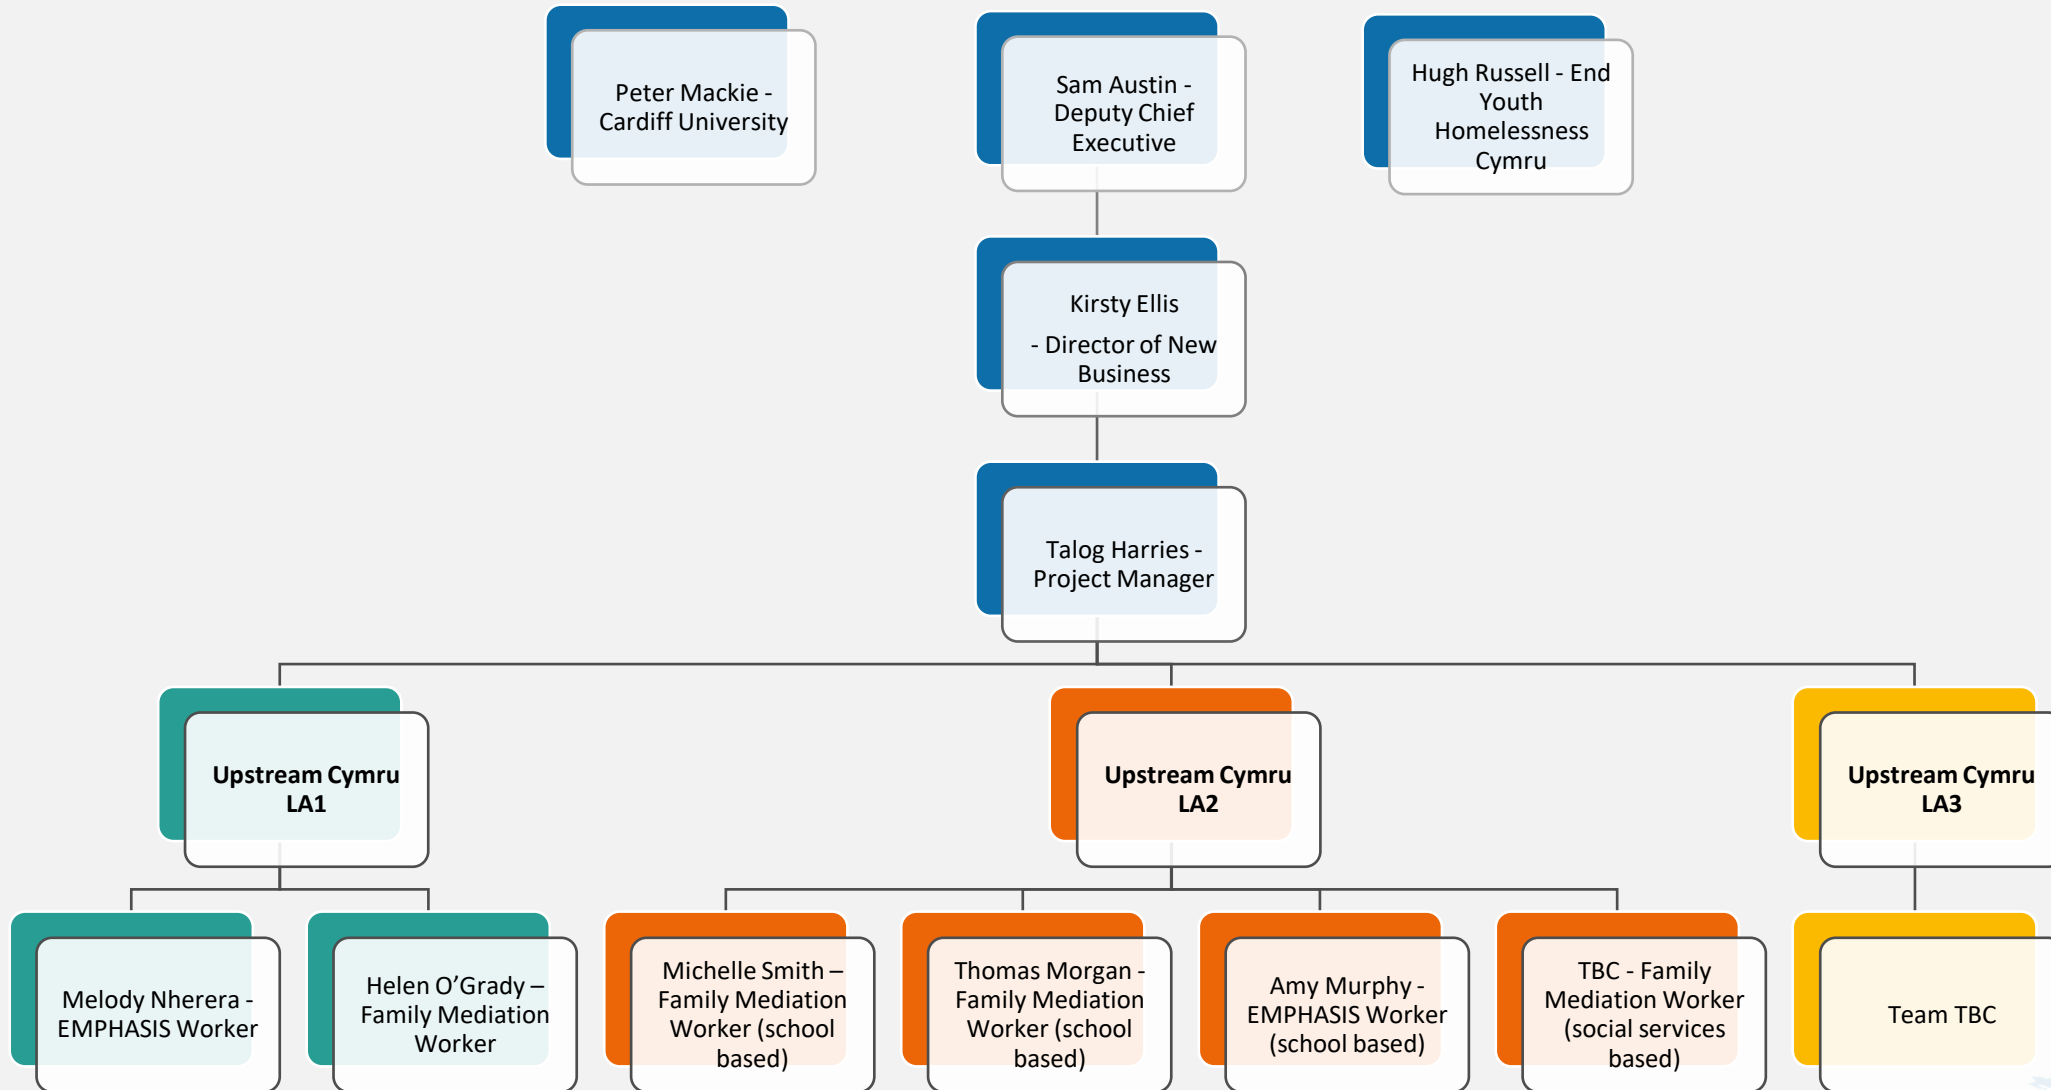 Peter Mackie -
Cardiff University
Sam Austin -
Deputy Chief
Executive
Hugh Russell - End
Youth
Homelessness
Cymru
Kirsty Ellis
- Director of New
Business
Talog Harries -
Project Manager
Upstream Cymru
LA1
Upstream Cymru
LA2
Upstream Cymru
LA3
Melody Nherera -
EMPHASIS Worker
Helen O’Grady –
Family Mediation
Worker
Michelle Smith –
Family Mediation
Worker (school
based)
Thomas Morgan -
Family Mediation
Worker (school
based)
Amy Murphy -
EMPHASIS Worker
(school based)
TBC - Family
Mediation Worker
(social services
based)
Team TBC